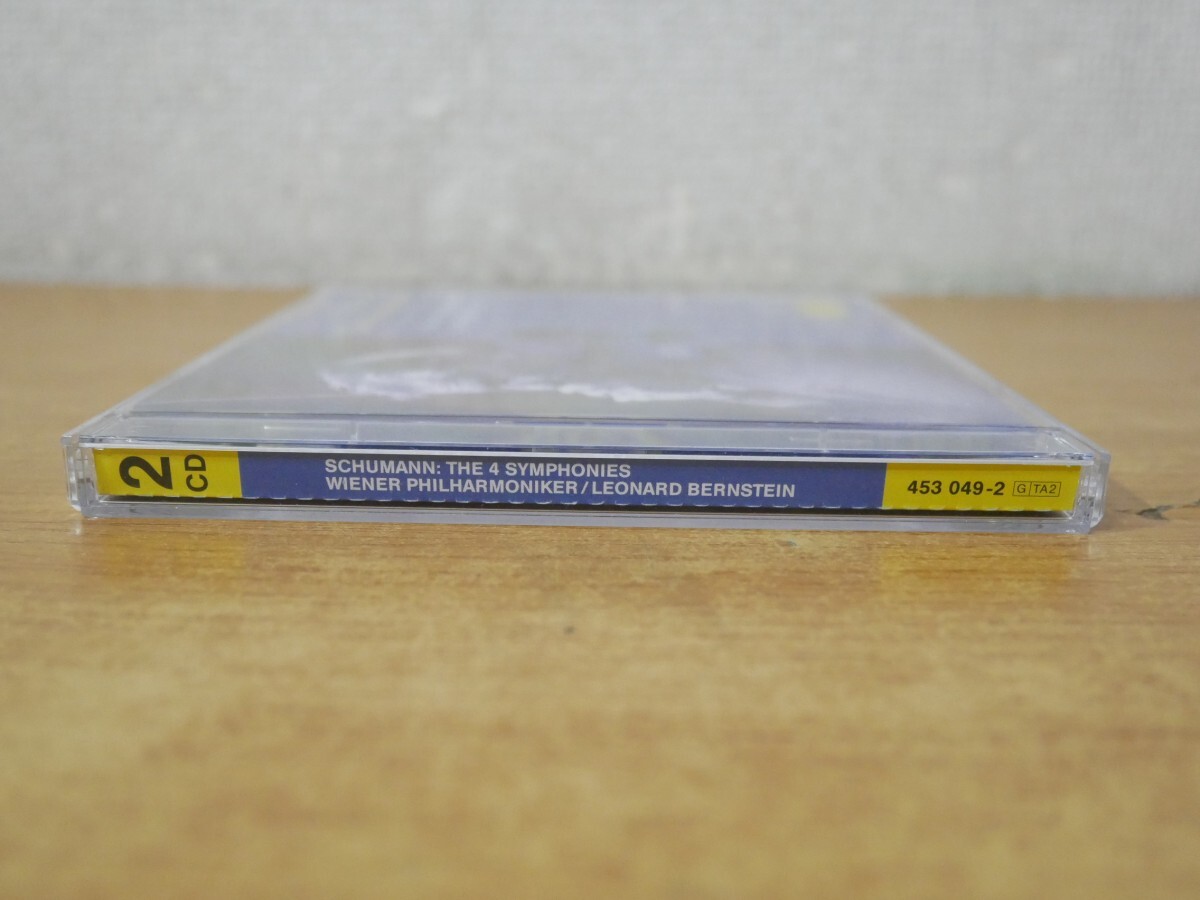 2
CD
SCHUMANN: THE 4 SYMPHONIES
WIENER PHILHARMONIKER/LEONARD BERNSTEIN
453 049-2 G TA2